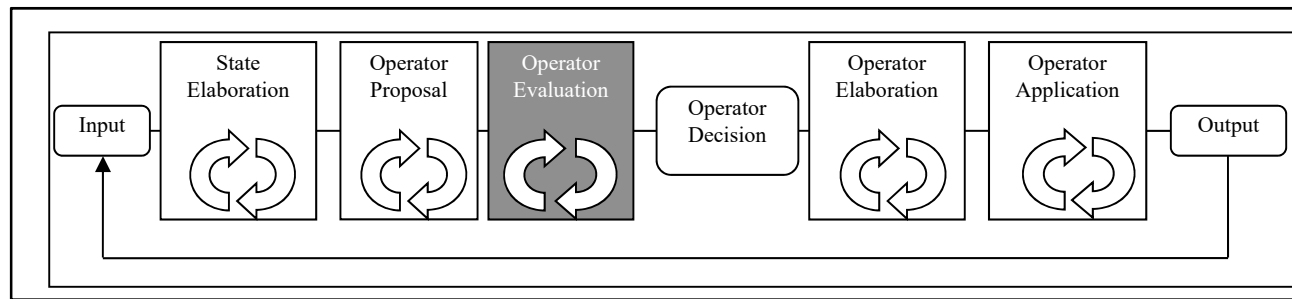 Input
State
Elaboration
Operator
Proposal
Operator
Evaluation
Operator
Decision
Operator
Elaboration
Operator
Application
Output